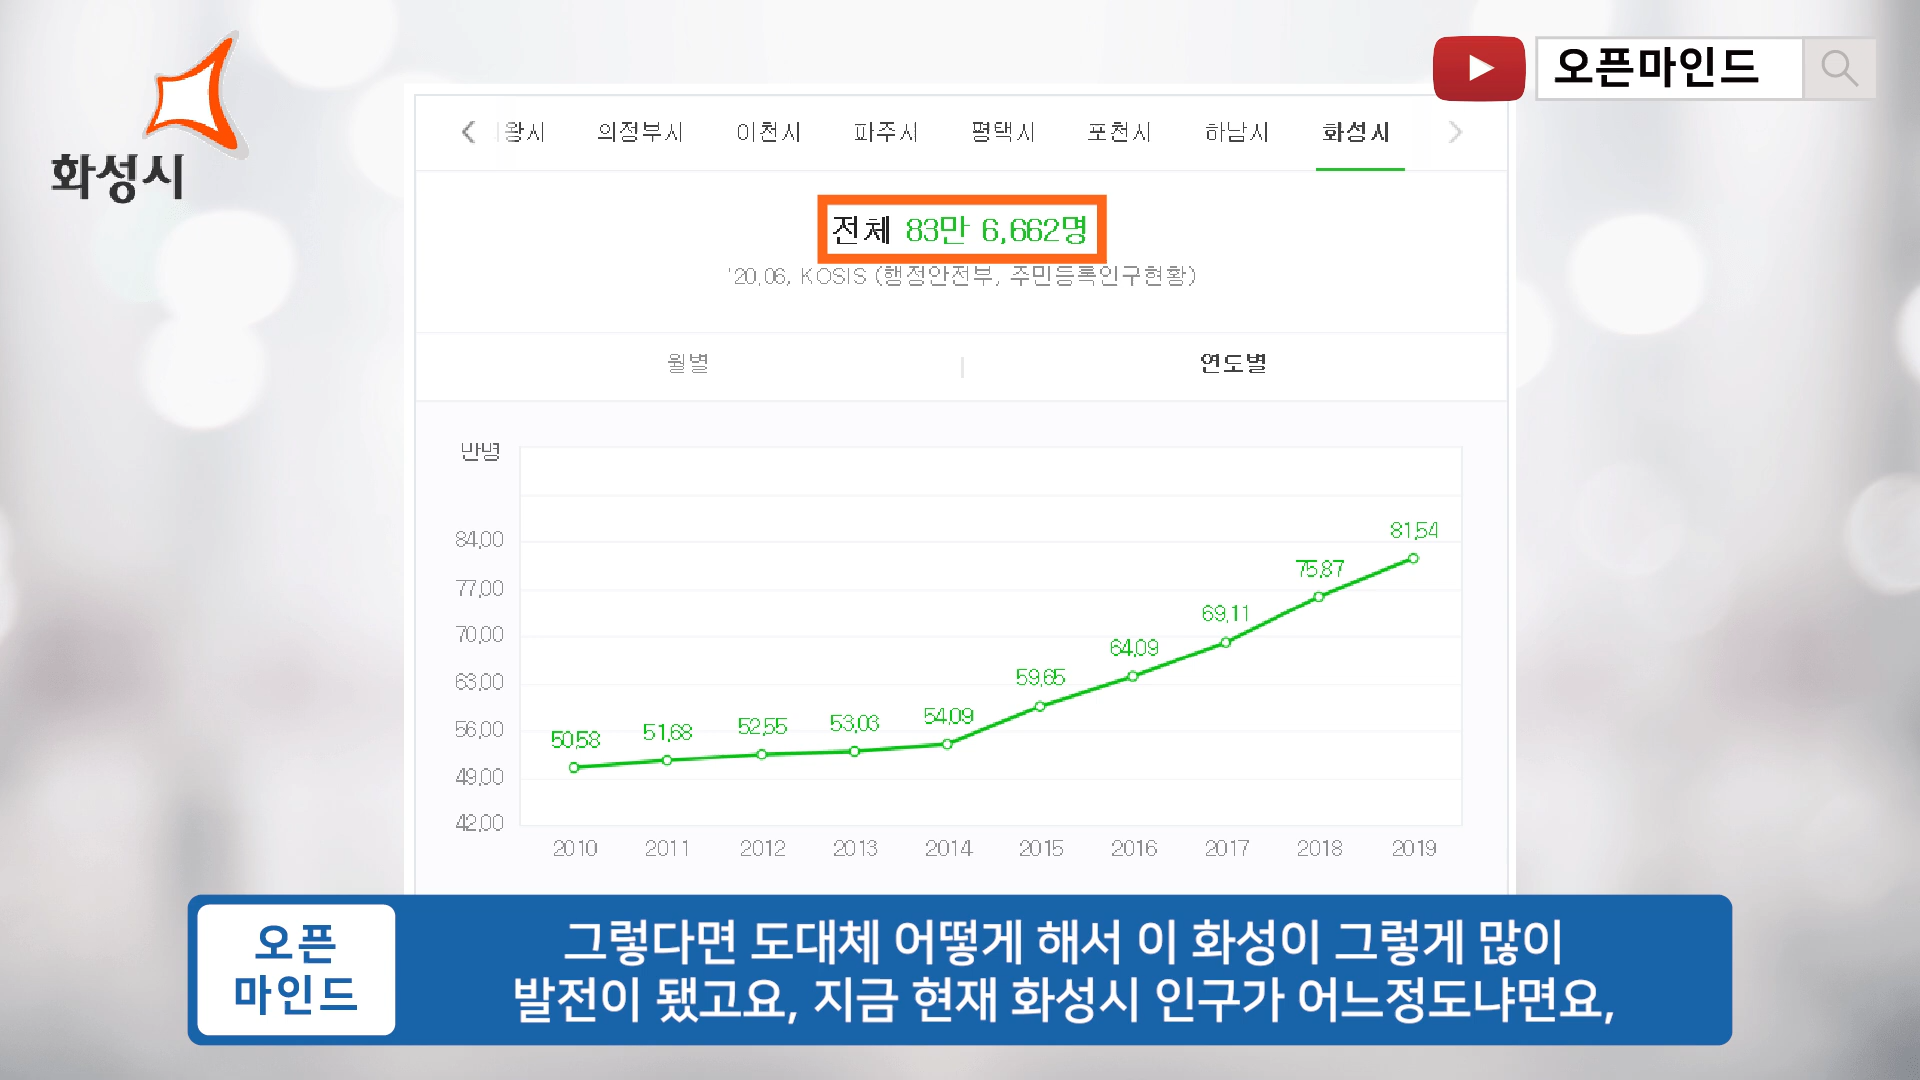 화성시
오픈마인드
왕시 의정부시 이천시 파주시 평택시 포천시 하남시 화성시
전체 83만 6,662명
'20.06, KOSIS (행정안전부, 주민등록인구현황)
월별 | 연도별
만명
84.00
77.00
70.00
63.00
56.00
49.00
42.00
50.58 51.68 52.55 53.03 54.09 59.65 64.09 69.11 75.87 81.54
2010 2011 2012 2013 2014 2015 2016 2017 2018 2019
오픈
마인드
그렇다면 도대체 어떻게 해서 이 화성이 그렇게 많이
발전이 됐고요, 지금 현재 화성시 인구가 어느정도냐면요,